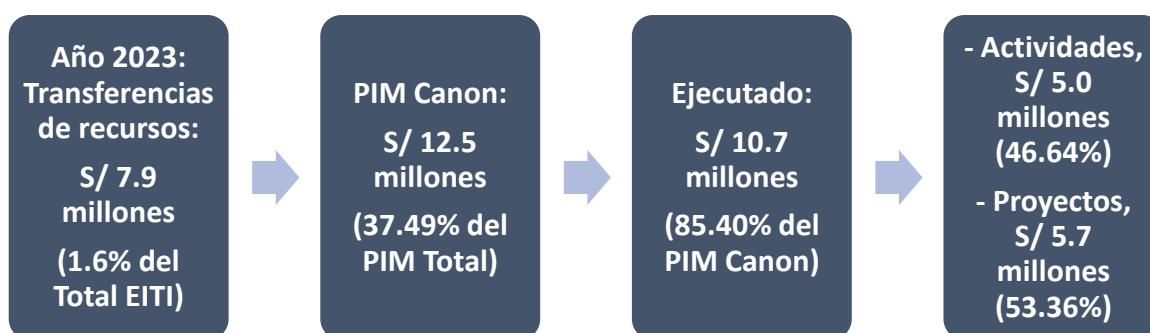 Año 2023:
Transferencias
de recursos:
S/ 7.9
millones
(1.6% del
Total EITI)
PIM Canon:
S/ 12.5
millones
(37.49% del
PIM Total)
Ejecutado:
S/ 10.7
millones
(85.40% del
PIM Canon)
- Actividades,
S/ 5.0
millones
(46.64%)
- Proyectos,
S/ 5.7
millones
(53.36%)